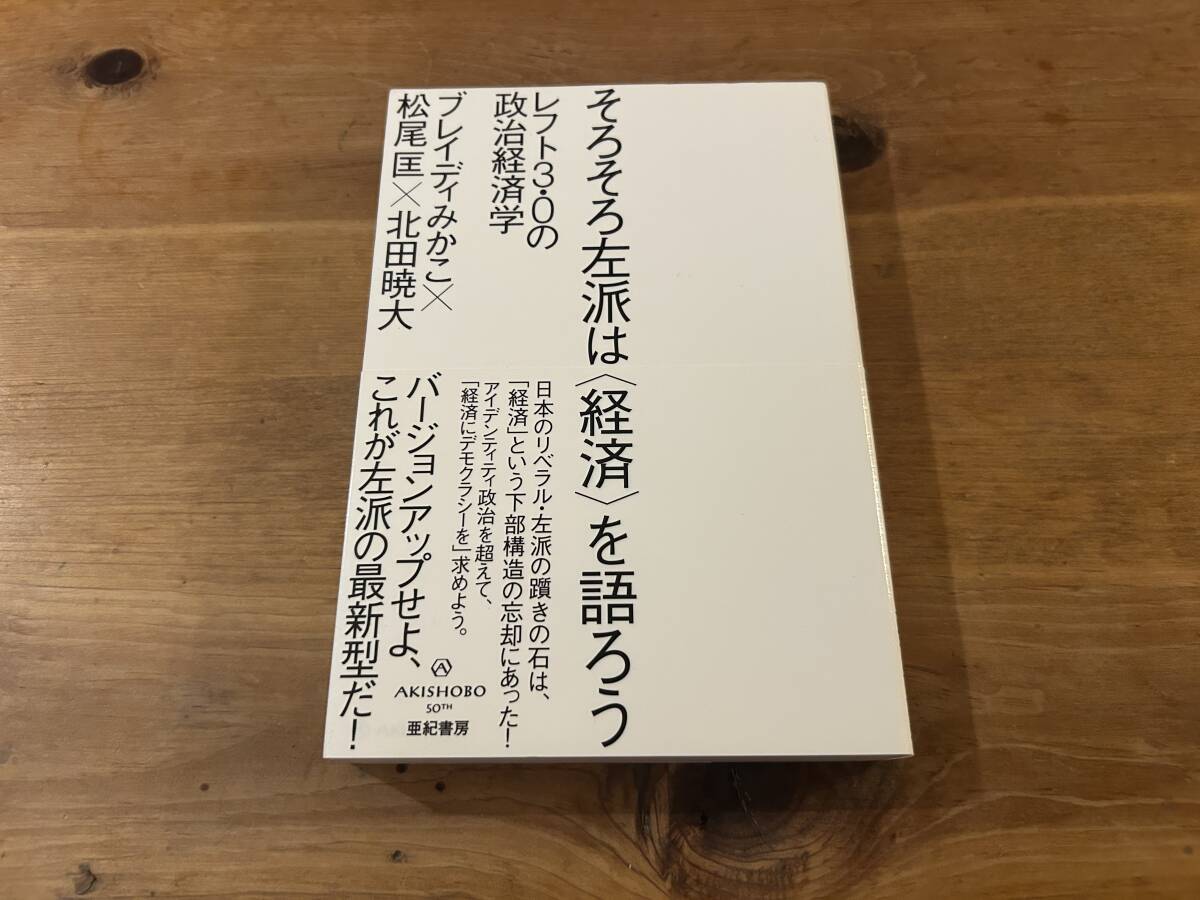 そろそろ左派は〈経済〉を語ろう
レフト3.0の
政治経済学
ブレイディみかこ×
松尾匡×北田暁大
日本のリベラル・左派の躓きの石は、
「経済」という下部構造の忘却にあった!
アイデンティティ政治を超えて、
「経済にデモクラシーを」求めよう。
バージョンアップせよ、
これが左派の最新型だ!
AKISHOBO
50TH
亜紀書房